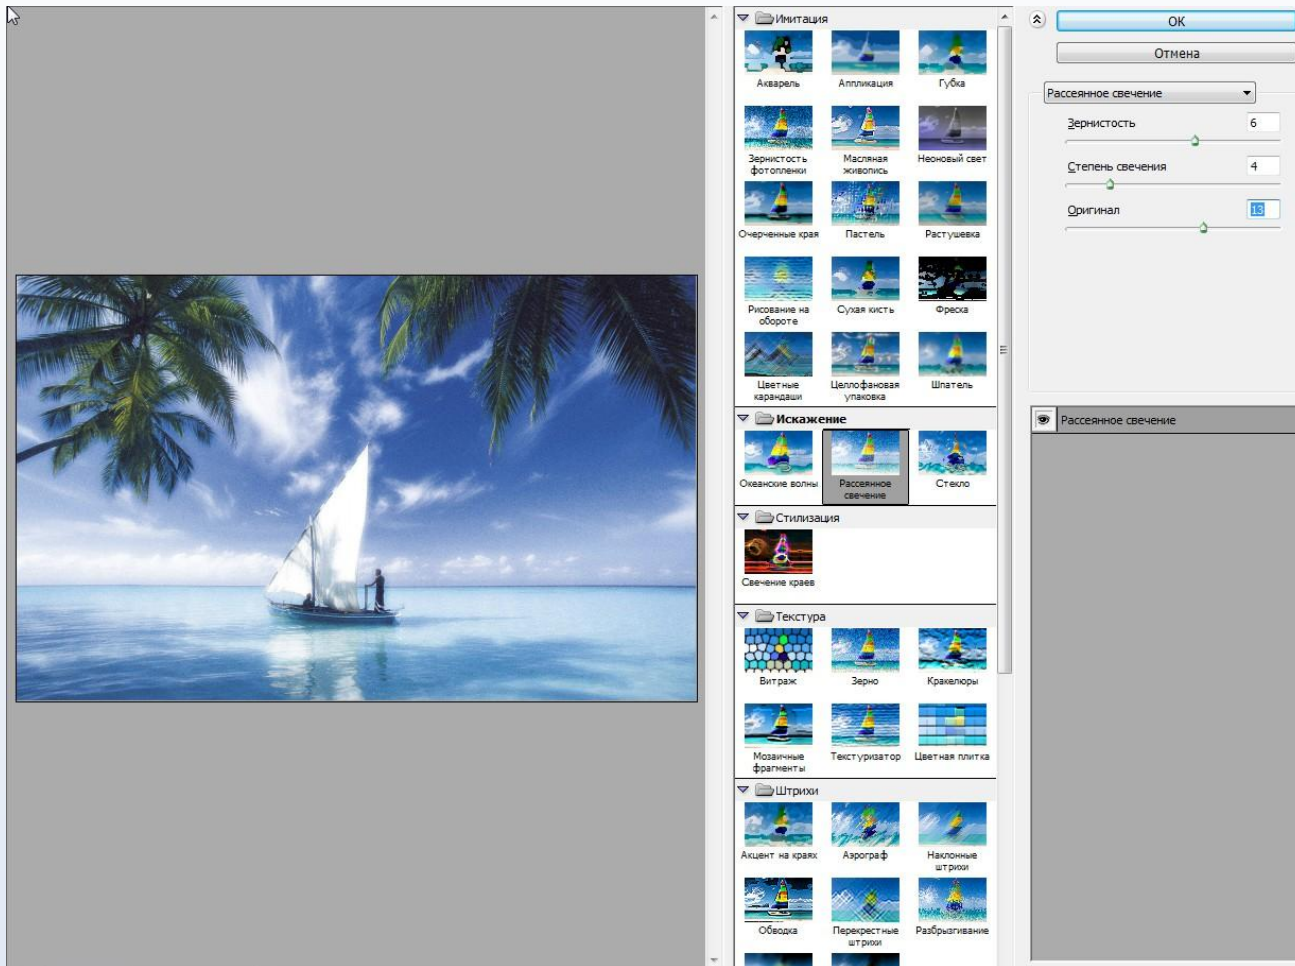 Имитация
Акварель
Аппликация
Губка
Зернистость
фотопленки
Масляная
живопись
Неоновый свет
Очерченные края
Пастель
Растушевка
Рисование на
обороте
Сухая кисть
Фреска
Цветные
карандаши
Целлофановая
упаковка
Шпатель
Искажение
Океанские волны
Рассеянное
свечение
Стекло
Стилизация
Свечение краев
Текстура
Витраж
Зерно
Кракелюры
Мозаичные
фрагменты
Текстуризатор
Цветная плитка
Штрихи
Акцент на краях
Аэрограф
Наклонные
штрихи
Обводка
Перекрестные
штрихи
Разбрызгивание
ОК
Отмена
Рассеянное свечение
Зернистость 6
Степень свечения 4
Оригинал 13
Рассеянное свечение